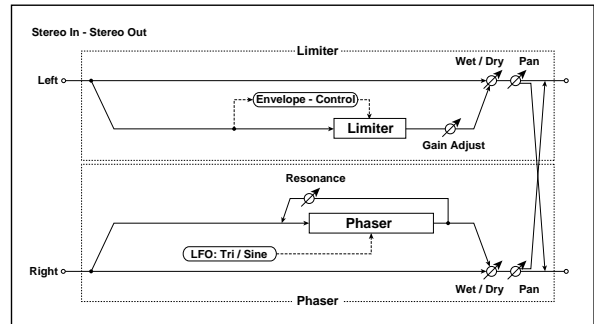 Stereo In - Stereo Out
Limiter
Wet / Dry
Pan
Left
Envelope - Control
Limiter
Gain Adjust
Resonance
Phaser
LFO: Tri / Sine
Right
Wet / Dry
Pan
Phaser